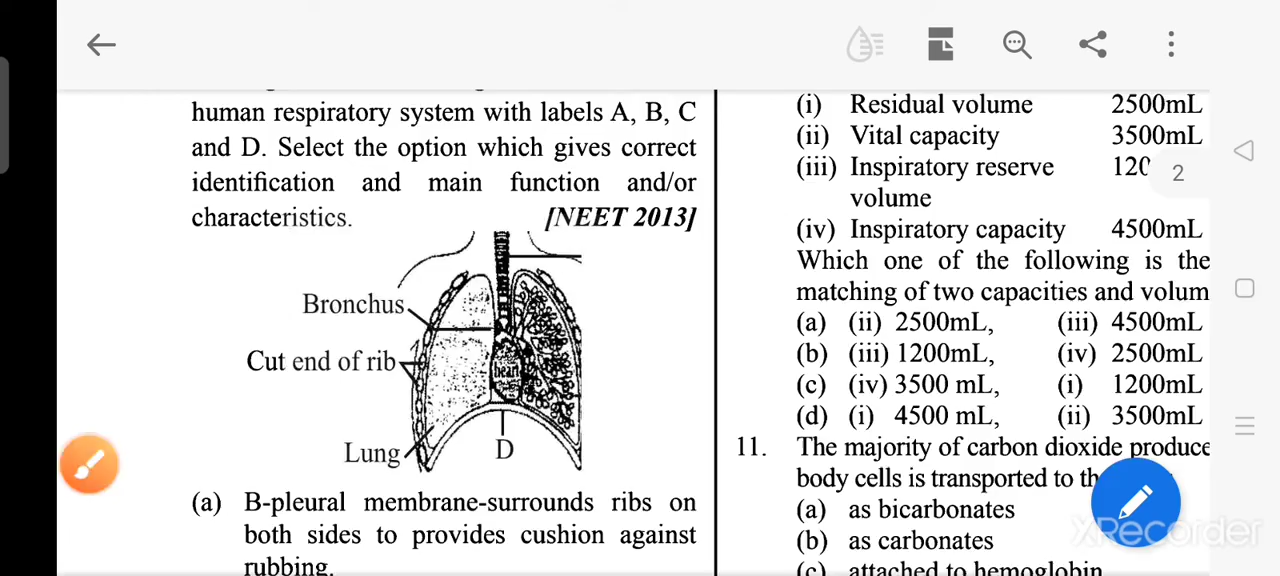 human respiratory system with labels A, B, C
and D. Select the option which gives correct
identification and main function and/or
characteristics. [NEET 2013]
Bronchus
Cut end of rib
heart
Lung
D
(a) B-pleural membrane-surrounds ribs on
both sides to provides cushion against
rubbing.
(i) Residual volume 2500mL
(ii) Vital capacity 3500mL
(iii) Inspiratory reserve 120
volume
(iv) Inspiratory capacity 4500mL
Which one of the following is the
matching of two capacities and volum
(a) (ii) 2500mL, (iii) 4500mL
(b) (iii) 1200mL, (iv) 2500mL
(c) (iv) 3500 mL, (i) 1200mL
(d) (i) 4500 mL, (ii) 3500mL
11. The majority of carbon dioxide produce
body cells is transported to th
(a) as bicarbonates
(b) as carbonates
(c) attached to hemoglobin
2
XRecorder